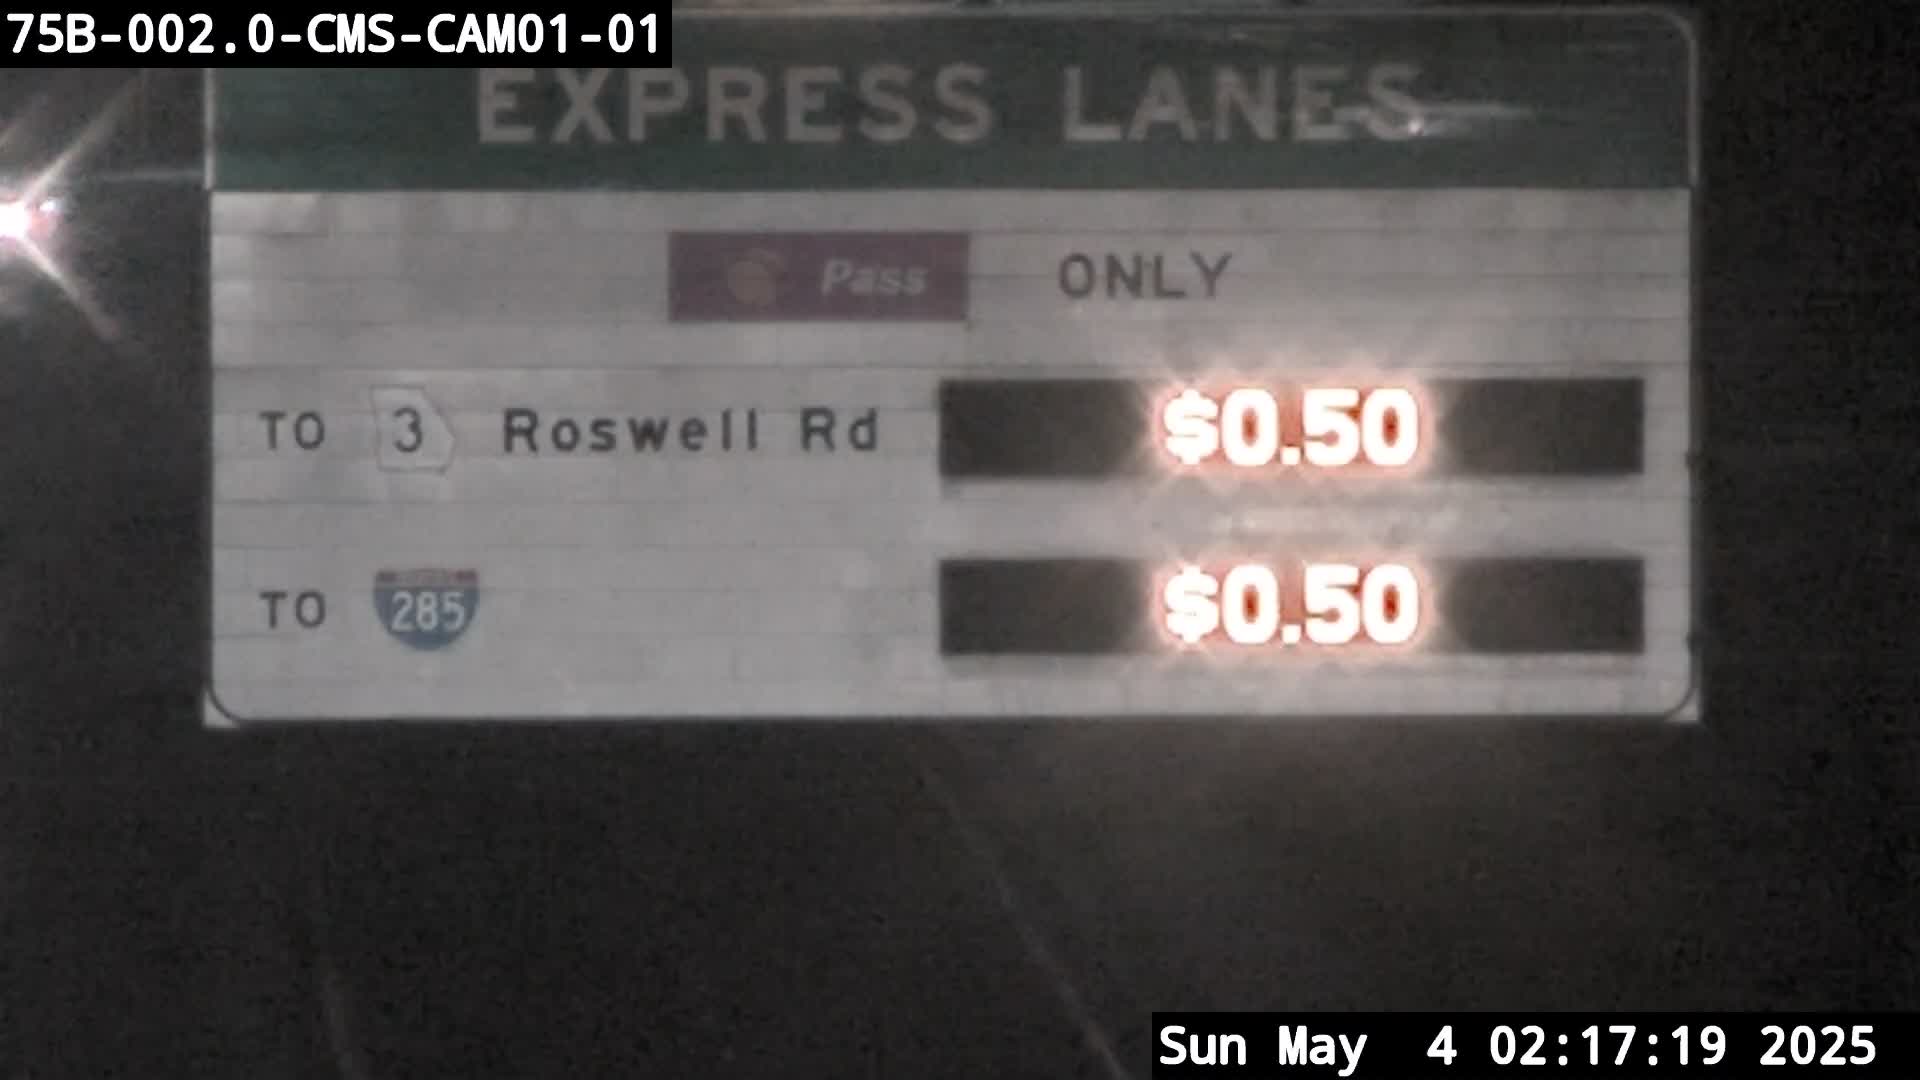 75B-002.0-CMS-CAM01-01
EXPRESS LANES
Pass ONLY
TO 3 Roswell Rd $0.50
TO 285 $0.50
Sun May 4 02:17:19 2025